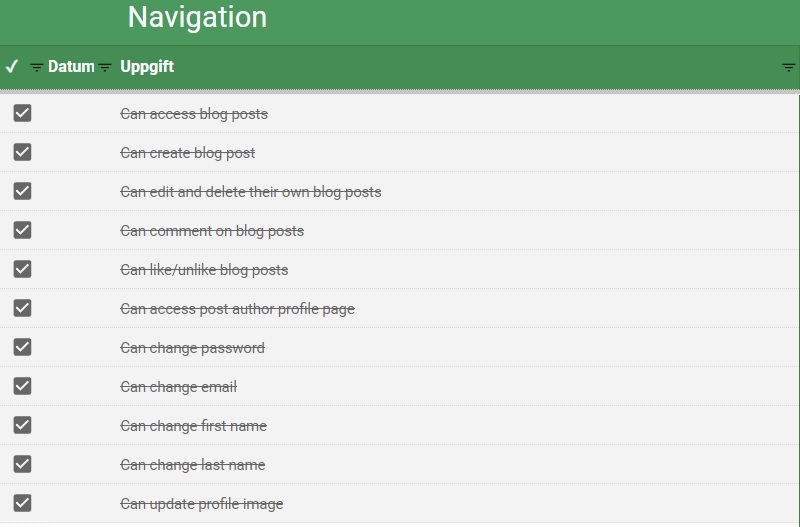 Navigation
✓ Datum Uppgift
Can access blog posts
Can create blog post
Can edit and delete their own blog posts
Can comment on blog posts
Can like/unlike blog posts
Can access post author profile page
Can change password
Can change email
Can change first name
Can change last name
Can update profile image